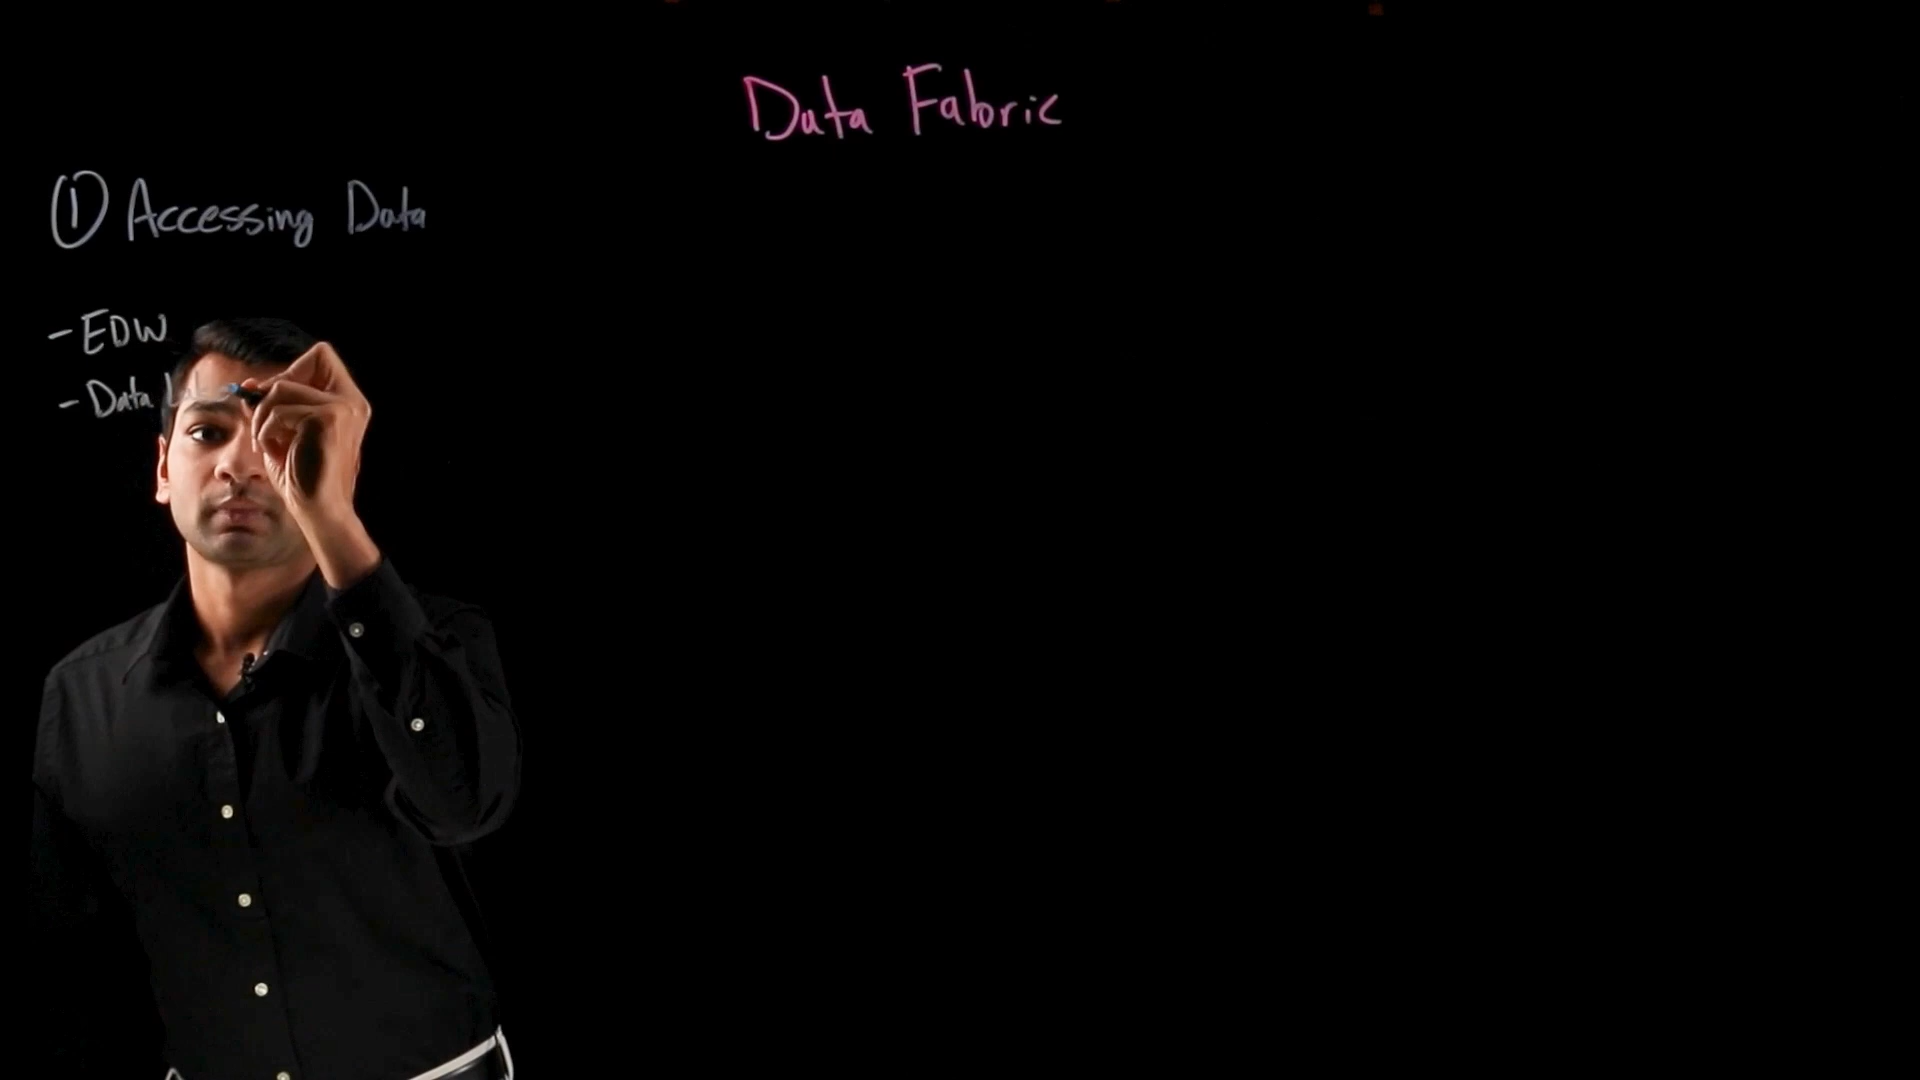 Data Fabric
① Accessing Data
- EDW
- Data